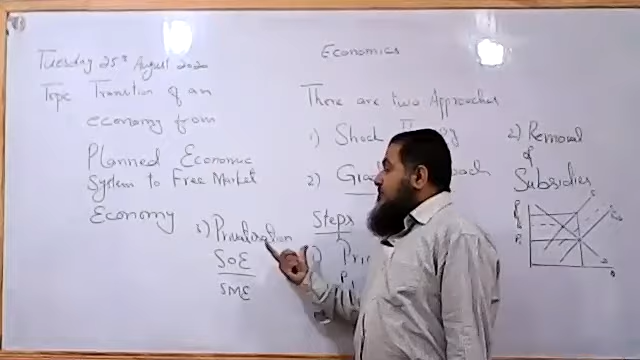 Economics
Tuesday 25th August 2020
Topic Transition of an
economy from
Planned Economic
System to Free Market
Economy
There are two Approaches
1) Shock
2)
Steps
1)
3) Privatization
SOE
SME
2) Removal
of
Subsidies